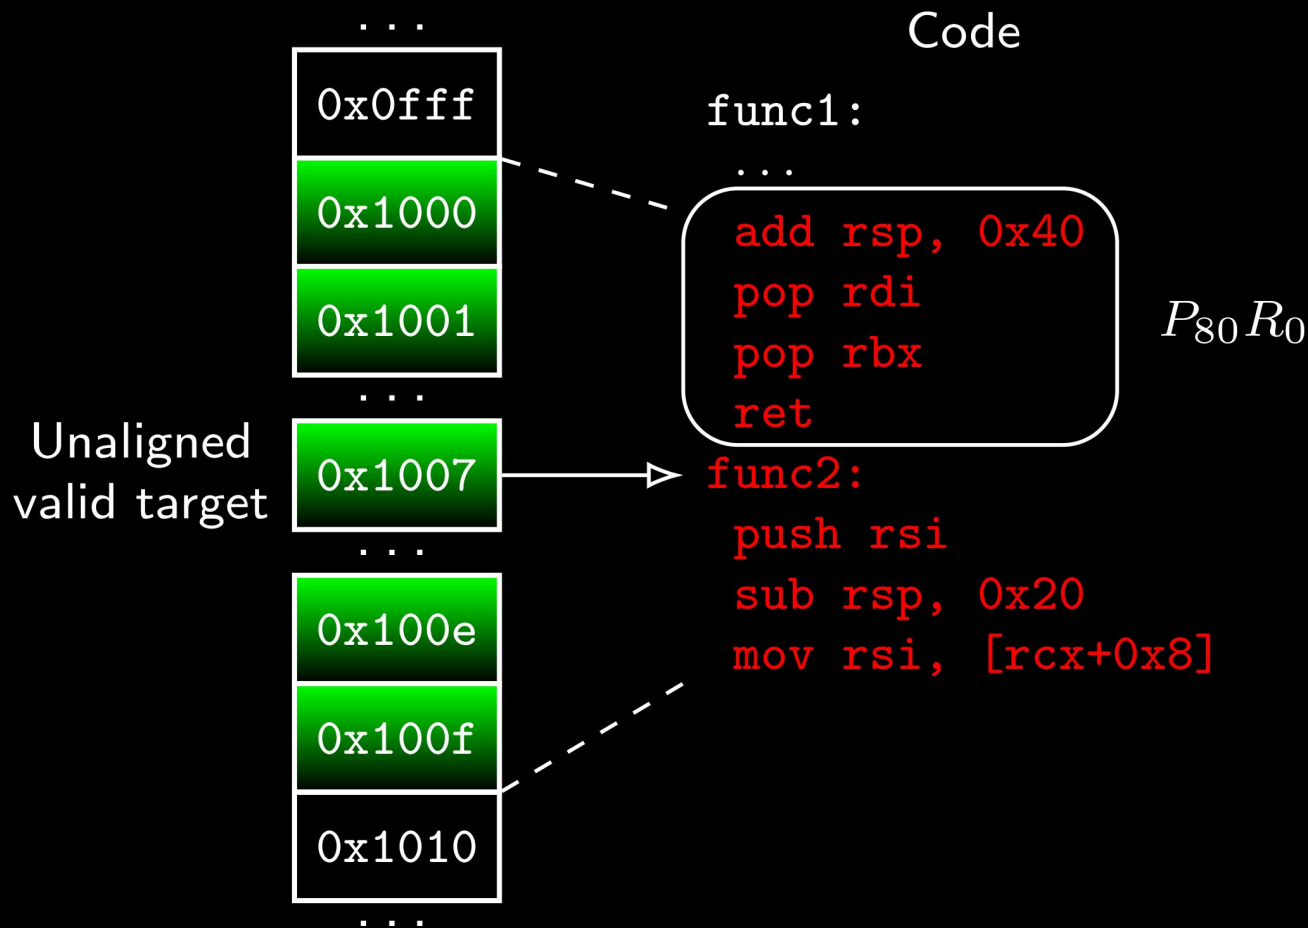 . . .
0x0fff
0x1000
0x1001
. . .
Unaligned
valid target
0x1007
. . .
0x100e
0x100f
0x1010
. . .
Code
func1:
. . .
add rsp, 0x40
pop rdi
pop rbx
ret
func2:
push rsi
sub rsp, 0x20
mov rsi, [rcx+0x8]
P80R0